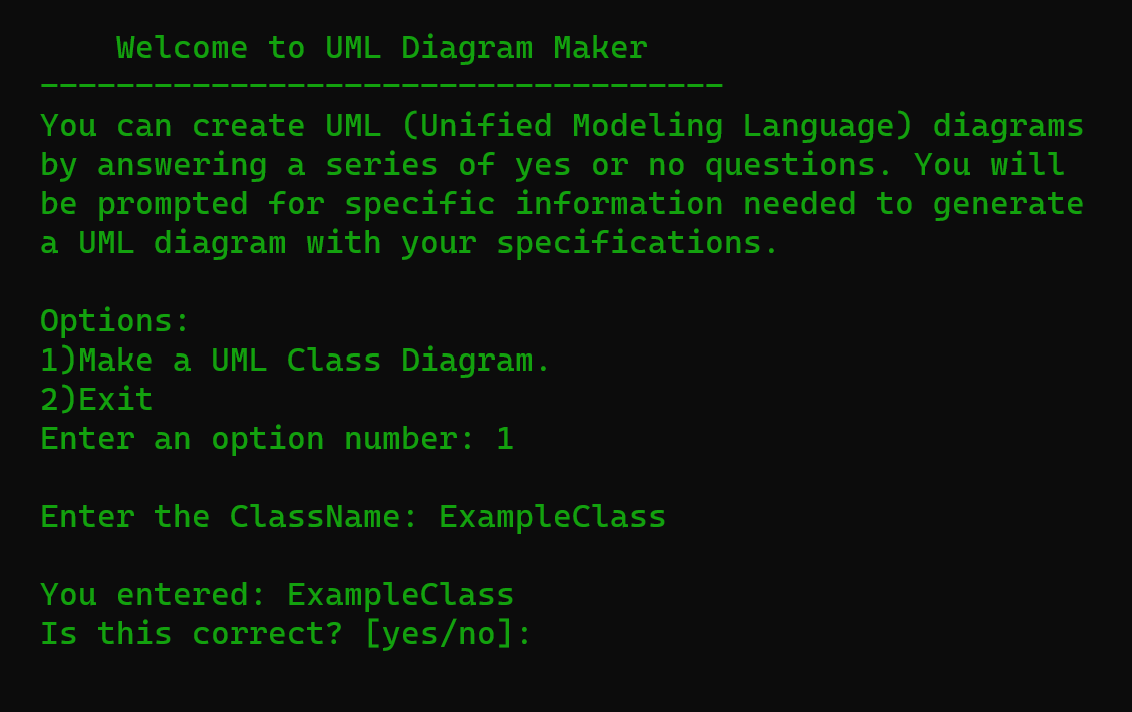 Welcome to UML Diagram Maker
------------------------------------
You can create UML (Unified Modeling Language) diagrams
by answering a series of yes or no questions. You will
be prompted for specific information needed to generate
a UML diagram with your specifications.
Options:
1)Make a UML Class Diagram.
2)Exit
Enter an option number: 1
Enter the ClassName: ExampleClass
You entered: ExampleClass
Is this correct? [yes/no]: